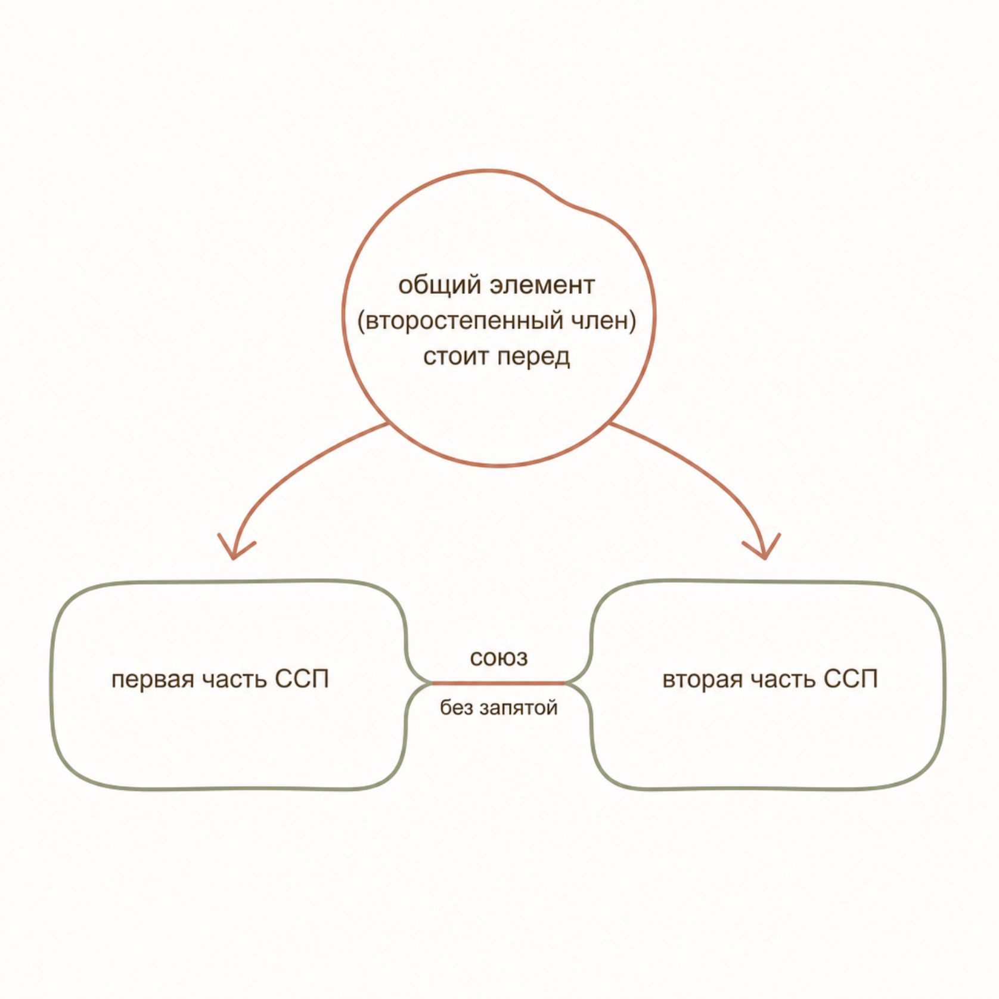 общий элемент
(второстепенный член)
стоит перед
союз
первая часть ССП
вторая часть ССП
без запятой